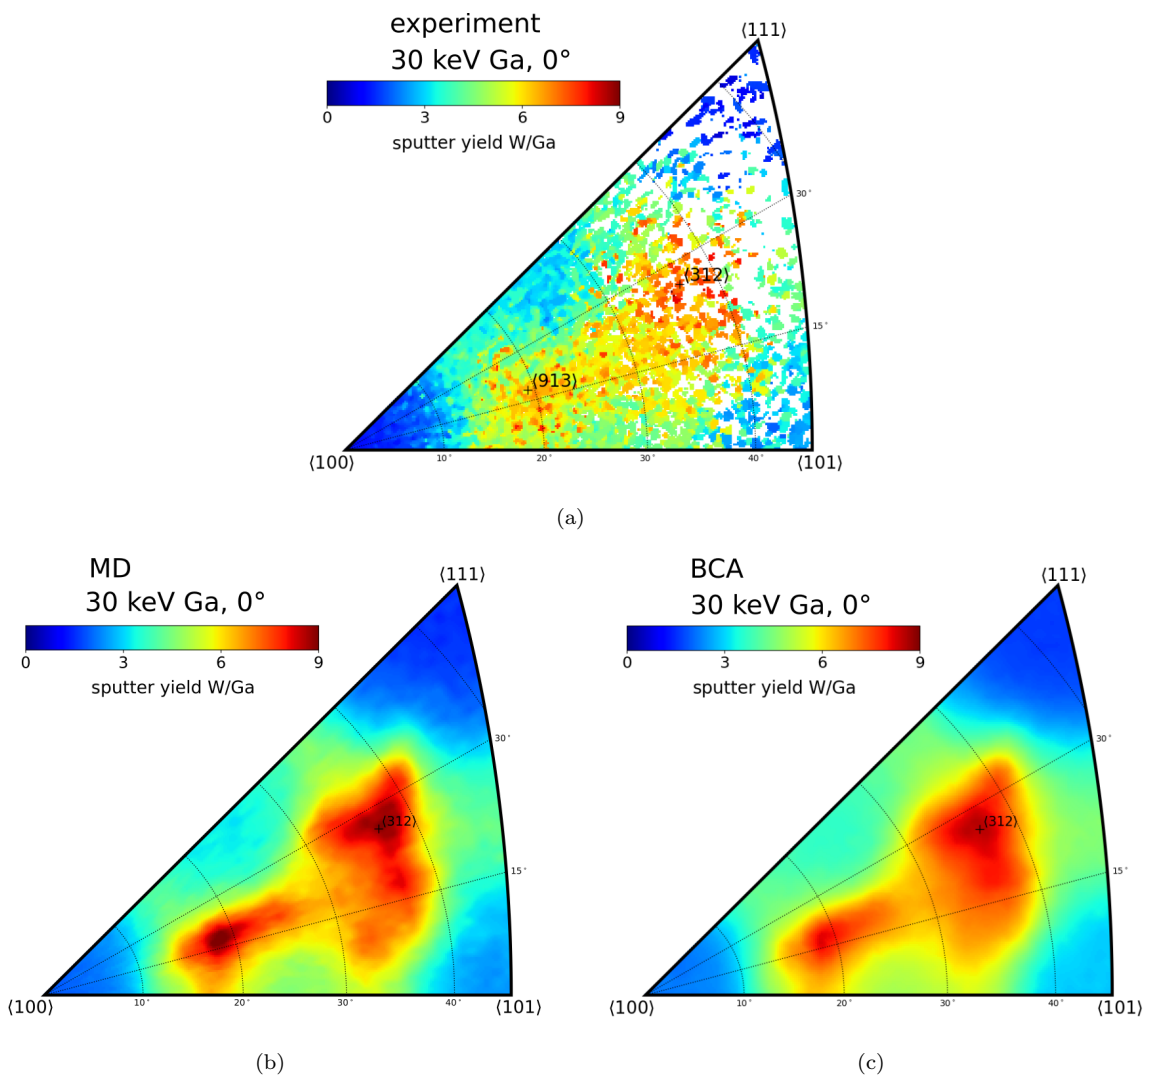 experiment
30 keV Ga, 0°
0 3 6 9
sputter yield W/Ga
⟨111⟩
30°
⟨312⟩
15°
⟨913⟩
⟨100⟩ 10° 20° 30° 40° ⟨101⟩
(a)
MD
30 keV Ga, 0°
0 3 6 9
sputter yield W/Ga
⟨111⟩
30°
⟨312⟩
15°
⟨100⟩ 10° 20° 30° 40° ⟨101⟩
(b)
BCA
30 keV Ga, 0°
0 3 6 9
sputter yield W/Ga
⟨111⟩
30°
⟨312⟩
15°
⟨100⟩ 10° 20° 30° 40° ⟨101⟩
(c)